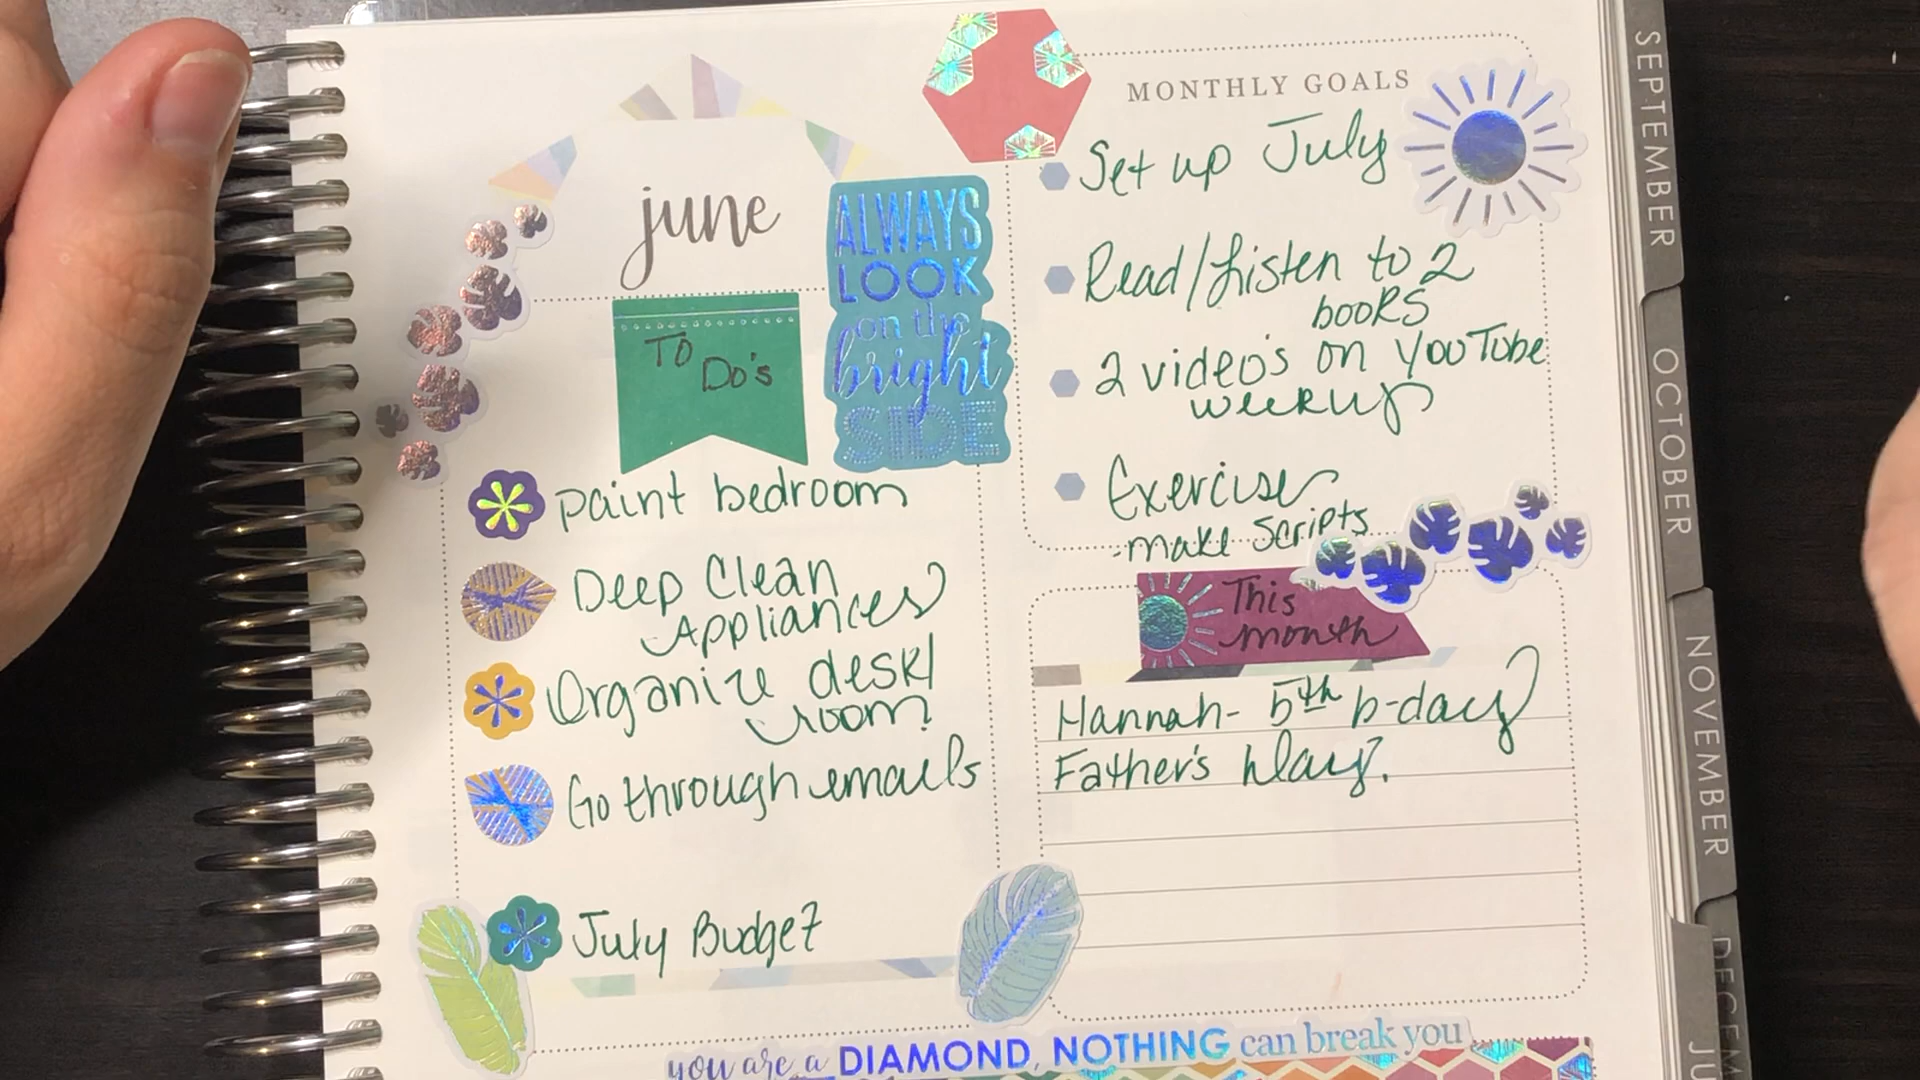 june
ALWAYS
LOOK
on the
bright
SIDE
TO
Do's
paint bedroom
Deep Clean
Appliances
Organize desk/
room?
Go through emails
July Budget
MONTHLY GOALS
Set up July
Read/Listen to 2
books
2 video's on YouTube
weekly
Exercise
-make scripts
This
month
Hannah- 5th b-day
Father's Day?
you are a DIAMOND, NOTHING can break you
SEPTEMBER
OCTOBER
NOVEMBER
DECEM
JU